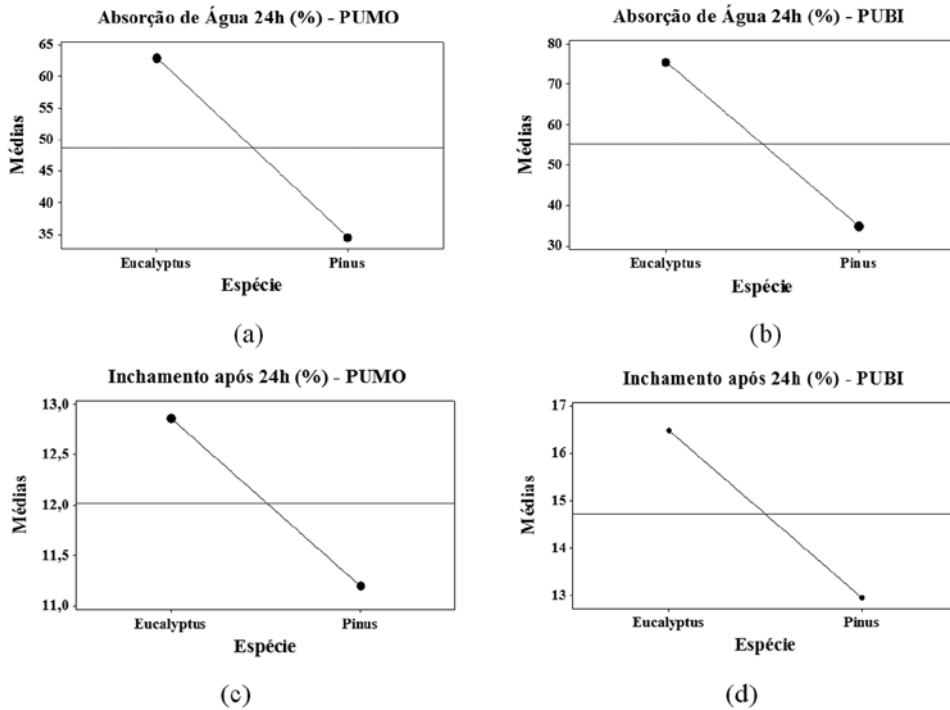 Absorção de Água 24h (%) - PUMO
Médias
65
60
55
50
45
40
35
Eucalyptus Pinus
Espécie
(a)
Absorção de Água 24h (%) - PUBI
Médias
80
70
60
50
40
30
Eucalyptus Pinus
Espécie
(b)
Inchamento após 24h (%) - PUMO
Médias
13,0
12,5
12,0
11,5
11,0
Eucalyptus Pinus
Espécie
(c)
Inchamento após 24h (%) - PUBI
Médias
17
16
15
14
13
Eucalyptus Pinus
Espécie
(d)